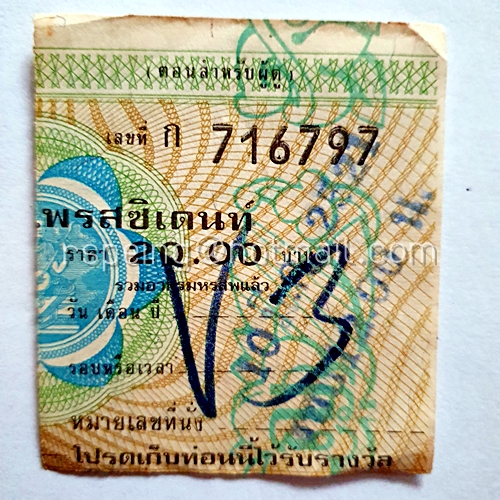 ( ตอนสำหรับผู้ดู )
เลขที่ ก 716797
เพรสซิเดนท์
ราคา 20.00 บาท
รวมอากรมหรสพแล้ว
วัน เดือน ปี
รอบหรือเวลา
หมายเลขที่นั่ง
โปรดเก็บท่อนนี้ไว้รับรางวัล
V3